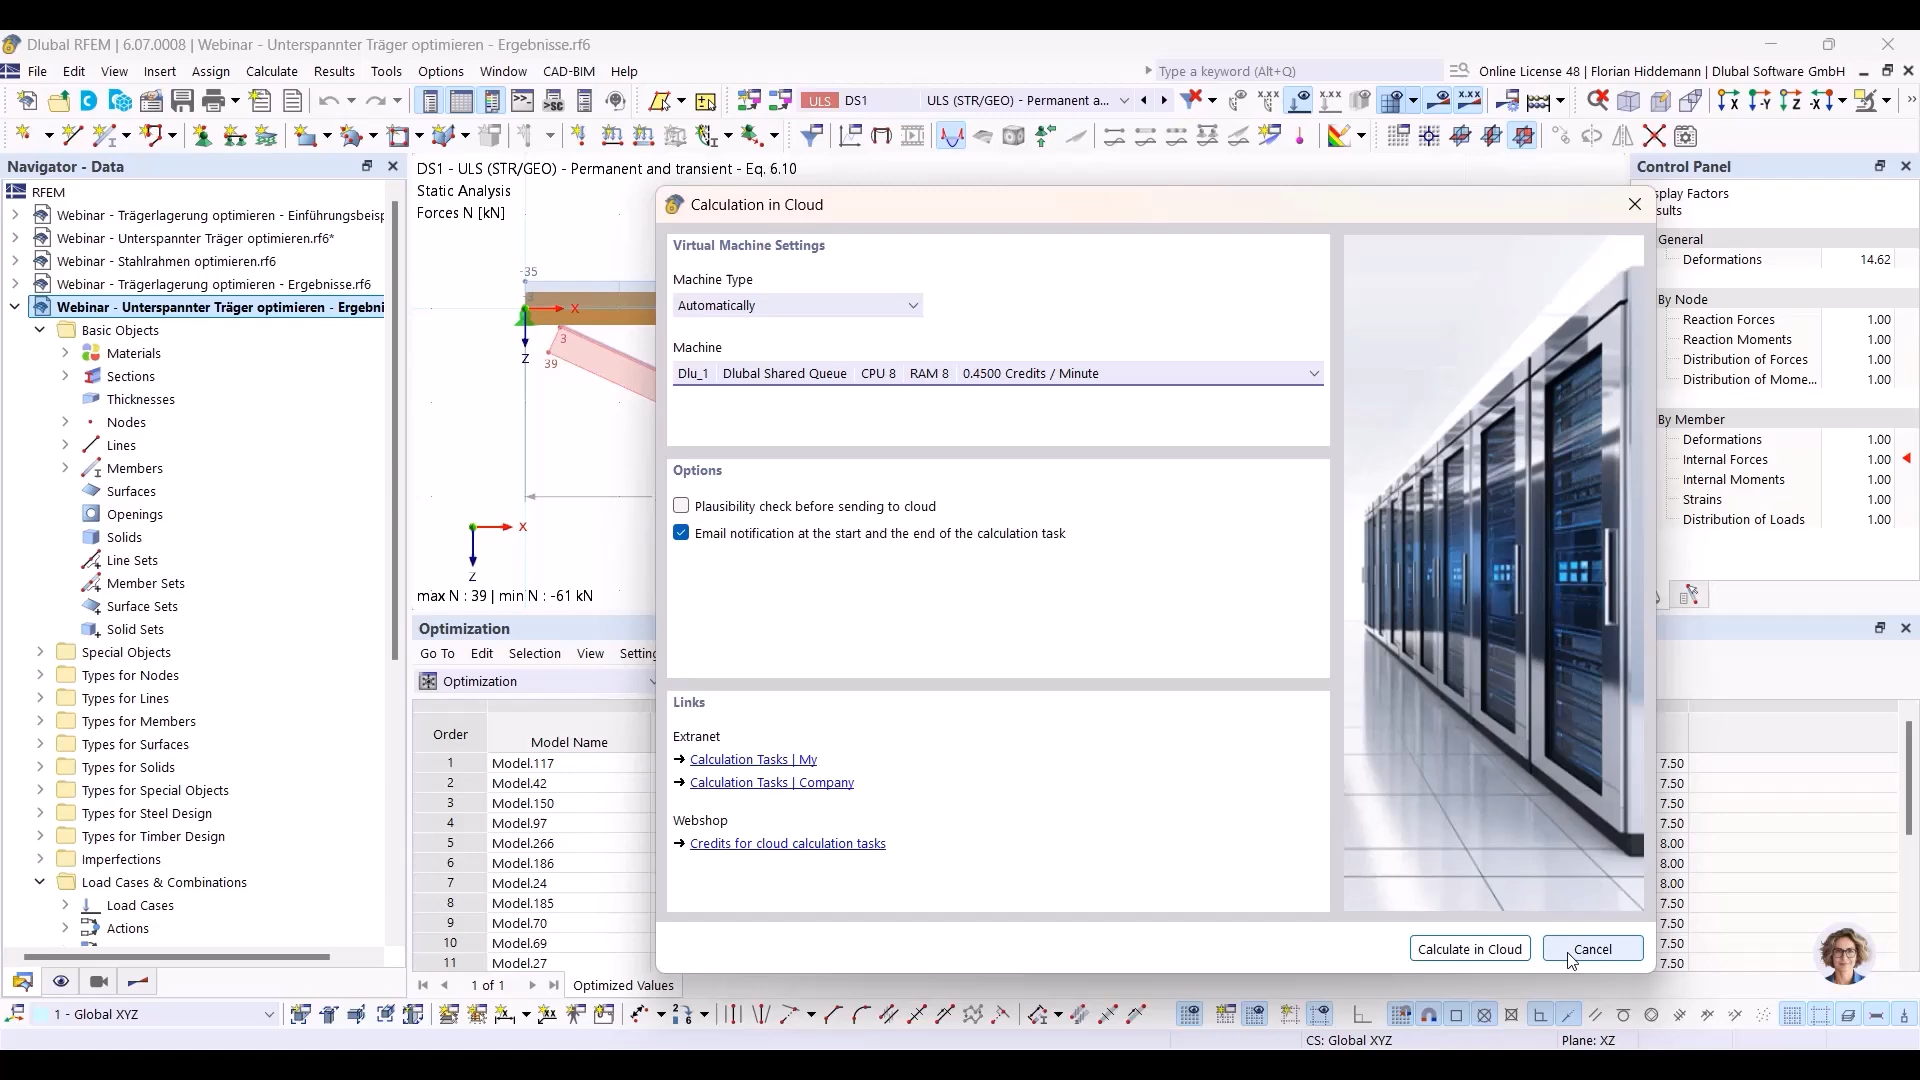 Dlubal RFEM | 6.07.0008 | Webinar - Unterspannter Träger optimieren - Ergebnisse.rf6
File Edit View Insert Assign Calculate Results Tools Options Window CAD-BIM Help
Type a keyword (Alt+Q)
Online License 48 | Florian Hiddemann | Dlubal Software GmbH
ULS DS1 ULS (STR/GEO) - Permanent a...
Navigator - Data
RFEM
Webinar - Trägerlagerung optimieren - Einführungsbeisp
Webinar - Unterspannter Träger optimieren.rf6*
Webinar - Stahlrahmen optimieren.rf6
Webinar - Trägerlagerung optimieren - Ergebnisse.rf6
Webinar - Unterspannter Träger optimieren - Ergebni
Basic Objects
Materials
Sections
Thicknesses
Nodes
Lines
Members
Surfaces
Openings
Solids
Line Sets
Member Sets
Surface Sets
Solid Sets
Special Objects
Types for Nodes
Types for Lines
Types for Members
Types for Surfaces
Types for Solids
Types for Special Objects
Types for Steel Design
Types for Timber Design
Imperfections
Load Cases & Combinations
Load Cases
Actions
1 - Global XYZ
DS1 - ULS (STR/GEO) - Permanent and transient - Eq. 6.10
Static Analysis
Forces N [kN]
-35
X
3
Z
39
X
Z
max N : 39 | min N : -61 kN
Optimization
Go To Edit Selection View Setting
Optimization
Order Model Name
1 Model.117
2 Model.42
3 Model.150
4 Model.97
5 Model.266
6 Model.186
7 Model.24
8 Model.185
9 Model.70
10 Model.69
11 Model.27
1 of 1 Optimized Values
Calculation in Cloud
Virtual Machine Settings
Machine Type
Automatically
Machine
Dlu_1 Dlubal Shared Queue CPU 8 RAM 8 0.4500 Credits / Minute
Options
Plausibility check before sending to cloud
Email notification at the start and the end of the calculation task
Links
Extranet
Calculation Tasks | My
Calculation Tasks | Company
Webshop
Credits for cloud calculation tasks
Calculate in Cloud Cancel
Control Panel
splay Factors
sults
General
Deformations 14.62
By Node
Reaction Forces 1.00
Reaction Moments 1.00
Distribution of Forces 1.00
Distribution of Mome... 1.00
By Member
Deformations 1.00
Internal Forces 1.00
Internal Moments 1.00
Strains 1.00
Distribution of Loads 1.00
7.50
7.50
7.50
7.50
8.00
8.00
8.00
7.50
7.50
7.50
7.50
CS: Global XYZ Plane: XZ